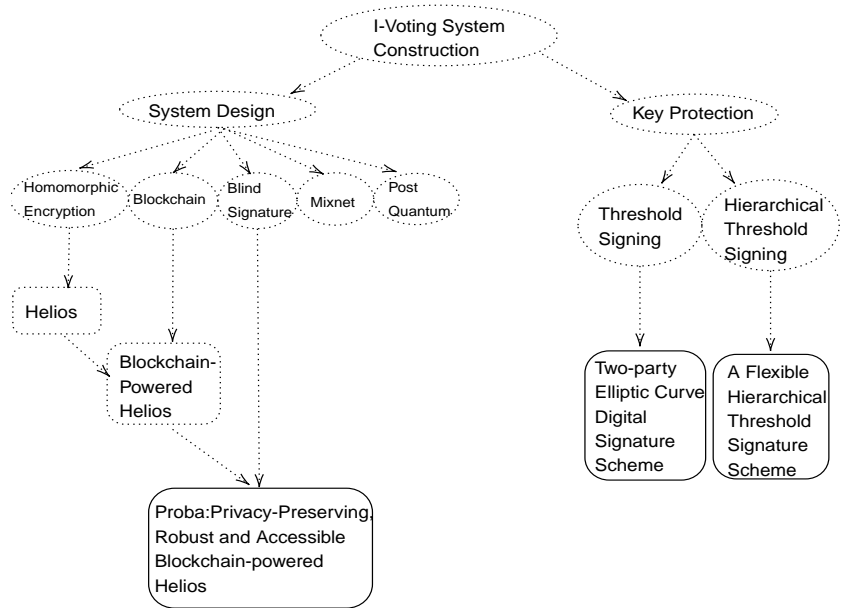 I-Voting System
Construction
System Design
Key Protection
Homomorphic
Encryption
Blockchain
Blind
Signature
Mixnet
Post
Quantum
Threshold
Signing
Hierarchical
Threshold
Signing
Helios
Blockchain-
Powered
Helios
Two-party
Elliptic Curve
Digital
Signature
Scheme
A Flexible
Hierarchical
Threshold
Signature
Scheme
Proba:Privacy-Preserving,
Robust and Accessible
Blockchain-powered
Helios